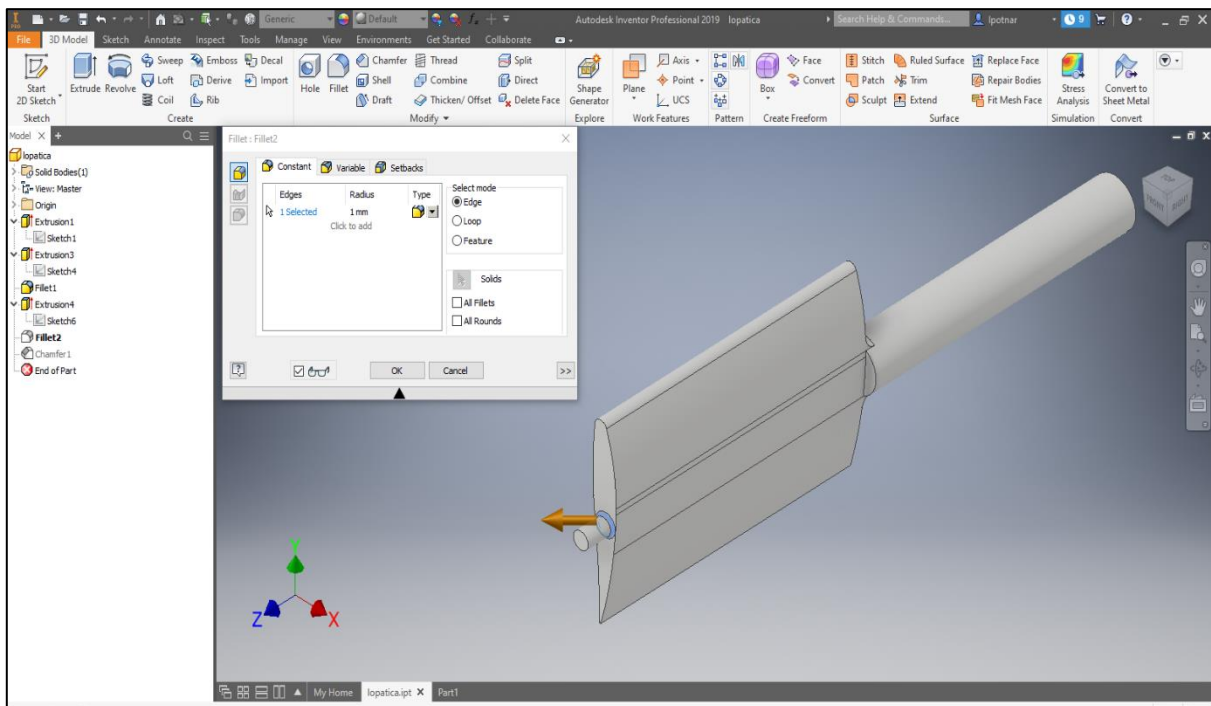 Generic Default Autodesk Inventor Professional 2019 lopatica Search Help & Commands... lpotnar 9
File 3D Model Sketch Annotate Inspect Tools Manage View Environments Get Started Collaborate
Start 2D Sketch
Extrude Revolve
Sweep Emboss Decal
Loft Derive Import
Coil Rib
Hole Fillet
Chamfer Thread Split
Shell Combine Direct
Draft Thicken/ Offset Delete Face
Shape Generator
Plane
Axis
Point
UCS
Box
Face
Convert
Stitch Ruled Surface Replace Face
Patch Trim Repair Bodies
Sculpt Extend Fit Mesh Face
Stress Analysis
Convert to Sheet Metal
Sketch Create Modify Explore Work Features Pattern Create Freeform Surface Simulation Convert
Model
lopatica
Solid Bodies(1)
View: Master
Origin
Extrusion1
Sketch1
Extrusion3
Sketch4
Fillet1
Extrusion4
Sketch6
Fillet2
Chamfer1
End of Part
Fillet : Fillet2
Constant Variable Setbacks
Edges Radius Type
1 Selected 1 mm
Click to add
Select mode
Edge
Loop
Feature
Solids
All Fillets
All Rounds
OK Cancel >>
TOP
FRONT RIGHT
Y
Z X
My Home lopatica.ipt X Part1